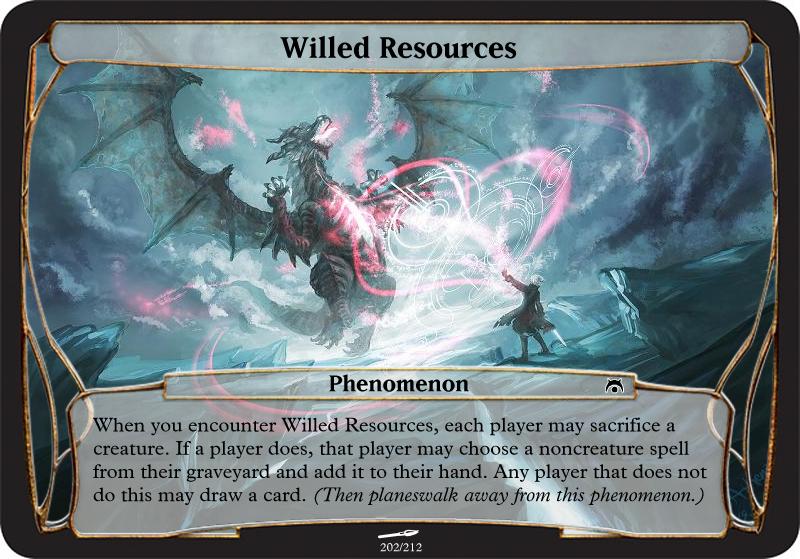 Willed Resources
Phenomenon
When you encounter Willed Resources, each player may sacrifice a
creature. If a player does, that player may choose a noncreature spell
from their graveyard and add it to their hand. Any player that does not
do this may draw a card. (Then planeswalk away from this phenomenon.)
202/212